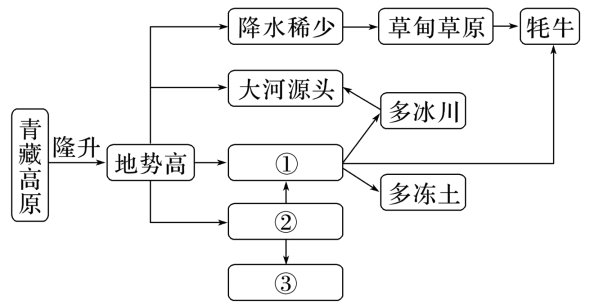 降水稀少
草甸草原
牦牛
大河源头
多冰川
青藏高原
隆升
地势高
①
多冻土
②
③